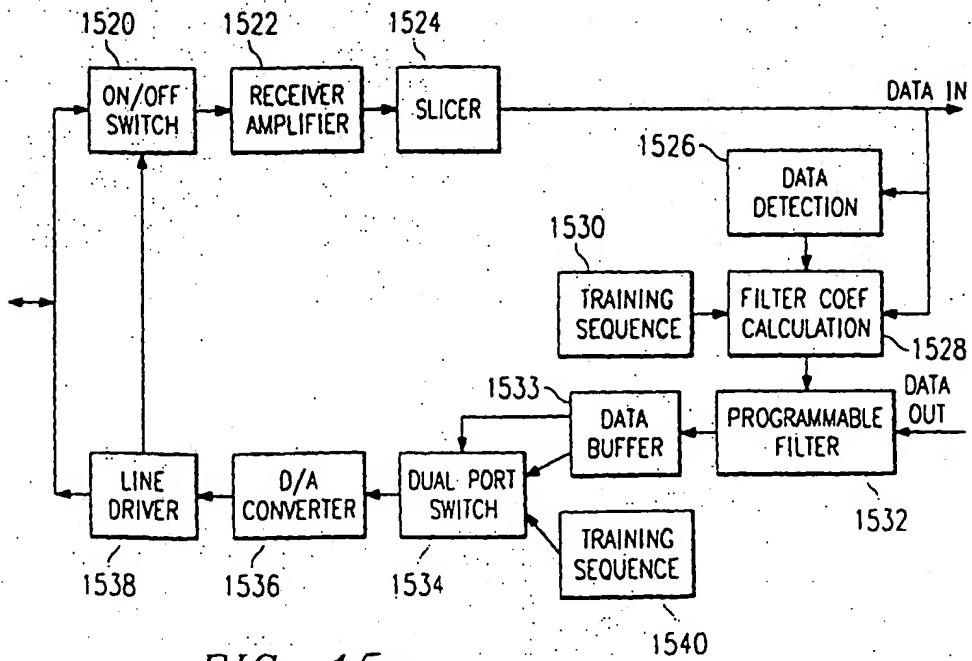 1520
1522
1524
ON/OFF
SWITCH
RECEIVER
AMPLIFIER
SLICER
DATA IN
1526
DATA
DETECTION
1530
TRAINING
SEQUENCE
FILTER COEF
CALCULATION
1528
1533
DATA
OUT
DATA
BUFFER
PROGRAMMABLE
FILTER
LINE
DRIVER
D/A
CONVERTER
DUAL PORT
SWITCH
1532
TRAINING
SEQUENCE
1538
1536
1534
1540
FIG. 15